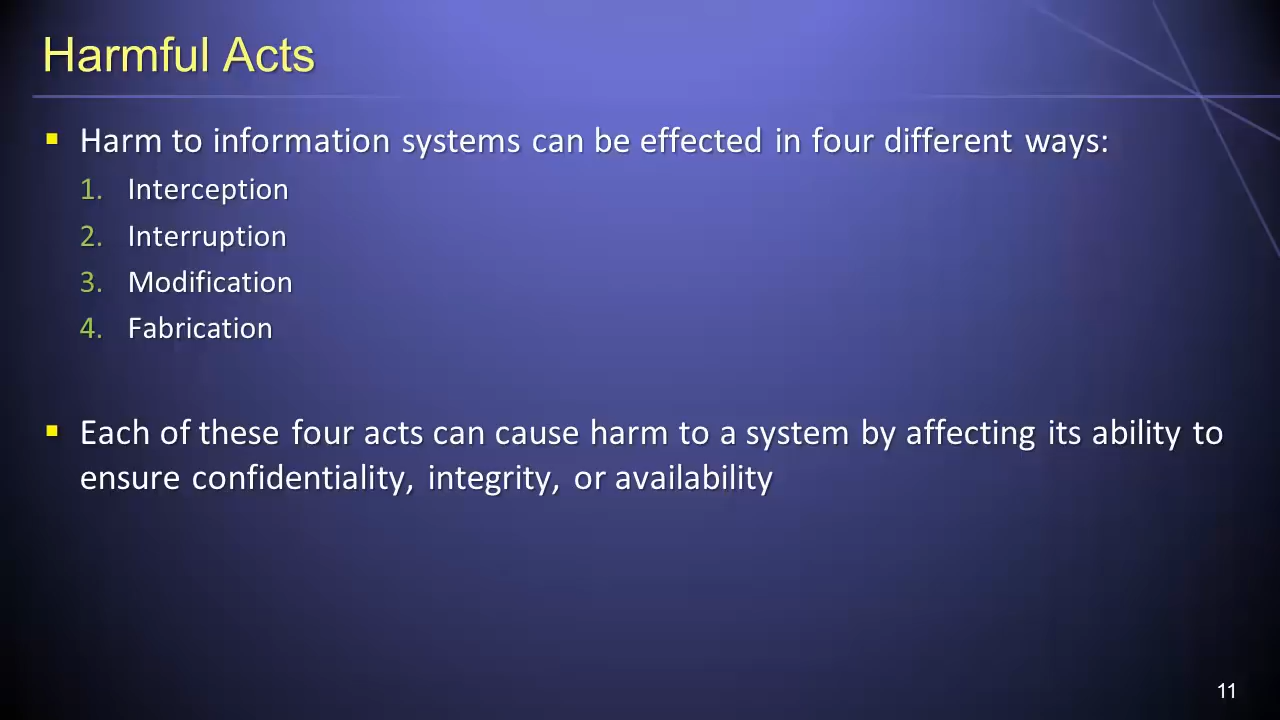 Harmful Acts
Harm to information systems can be effected in four different ways:
1. Interception
2. Interruption
3. Modification
4. Fabrication
Each of these four acts can cause harm to a system by affecting its ability to
ensure confidentiality, integrity, or availability
11